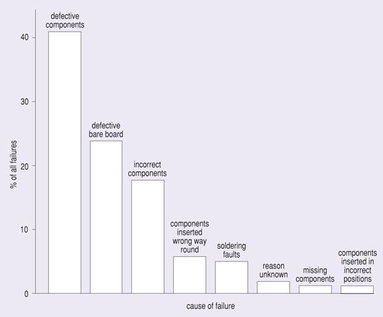 % of all failures
40
30
20
10
0
defective
components
defective
bare board
incorrect
components
components
inserted
wrong way
round
soldering
faults
reason
unknown
missing
components
components
inserted in
incorrect
positions
cause of failure